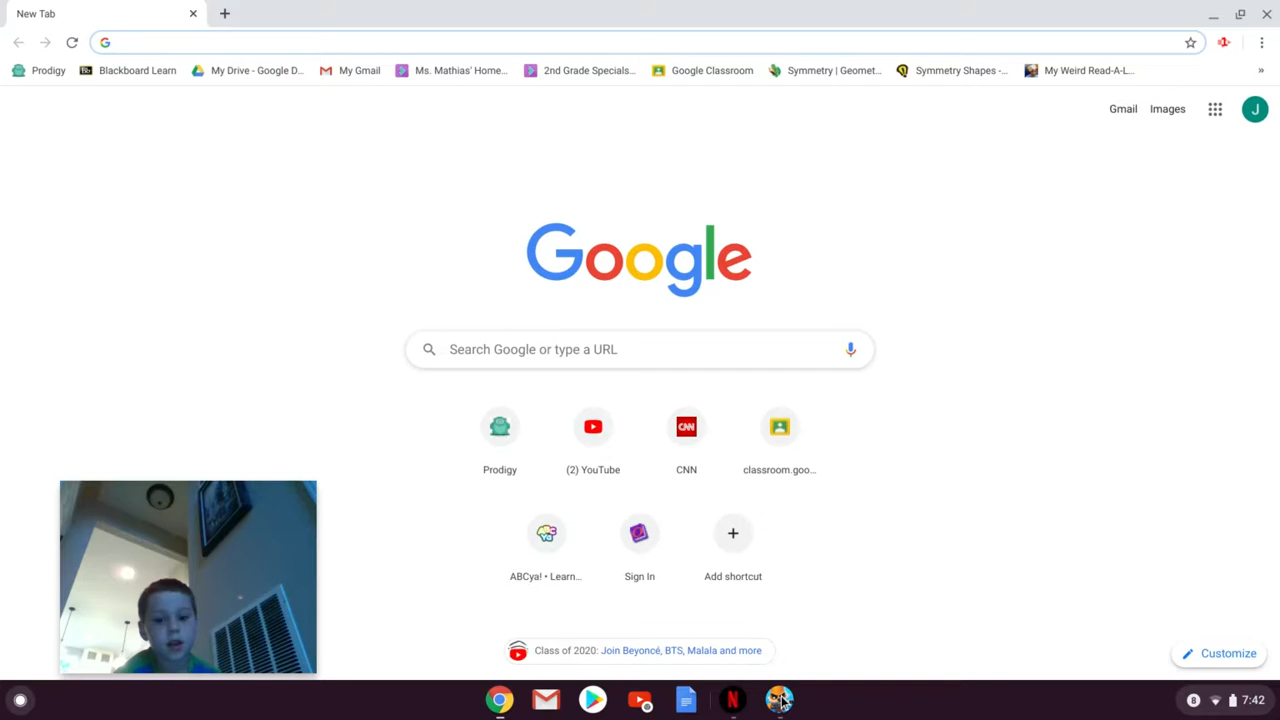 New Tab
Prodigy
Bb
Blackboard Learn
My Drive - Google D...
My Gmail
Ms. Mathias' Home...
2nd Grade Specials...
Google Classroom
Symmetry | Geomet...
Symmetry Shapes -...
My Weird Read-A-L...
»
Gmail
Images
J
Google
Search Google or type a URL
CNN
Prodigy
(2) YouTube
CNN
classroom.goo...
ABCya! • Learn...
Sign In
Add shortcut
Class of 2020: Join Beyoncé, BTS, Malala and more
Customize
N
8
7:42